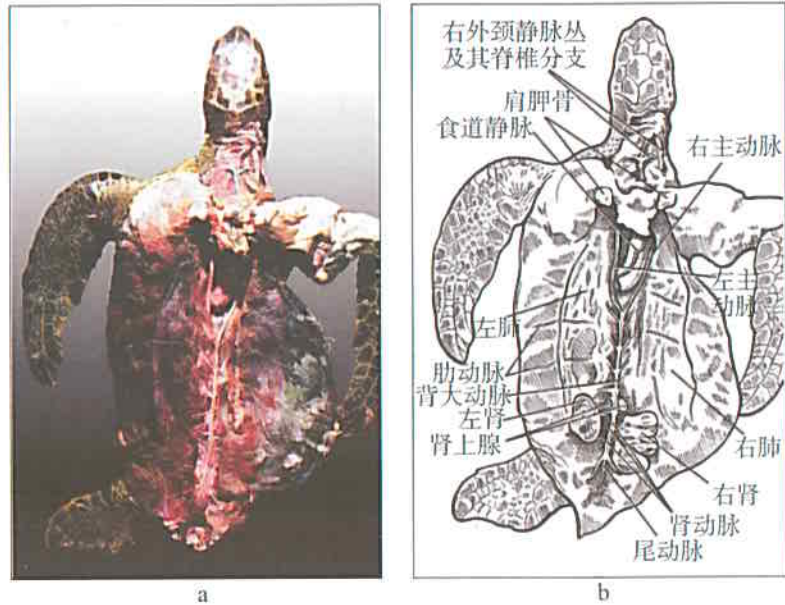 右外颈静脉丛
及其脊椎分支
肩胛骨
食道静脉
右主动脉
左主
动脉
左肺
肋动脉
背大动脉
左肾
肾上腺
右肺
右肾
肾动脉
尾动脉
a
b